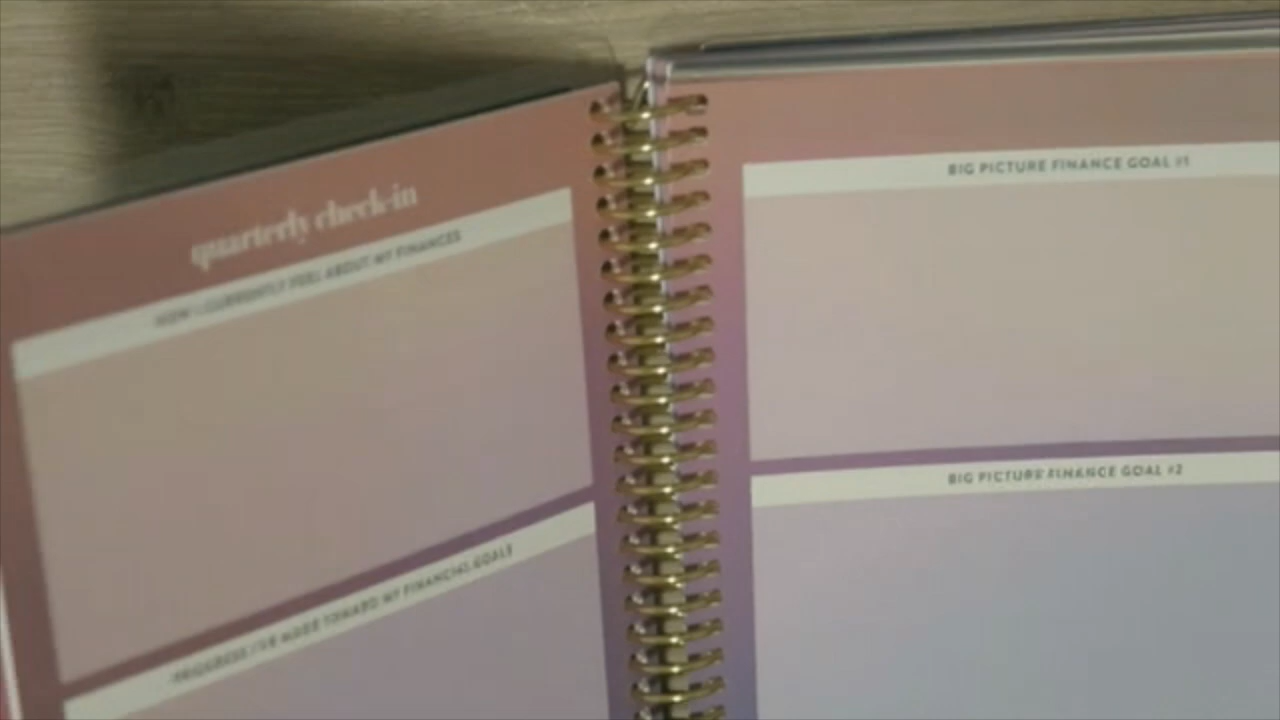 quarterly check-in
HOW I CURRENTLY FEEL ABOUT MY FINANCES
PROGRESS I'VE MADE TOWARD MY FINANCIAL GOALS
BIG PICTURE FINANCE GOAL #1
BIG PICTURE FINANCE GOAL #2